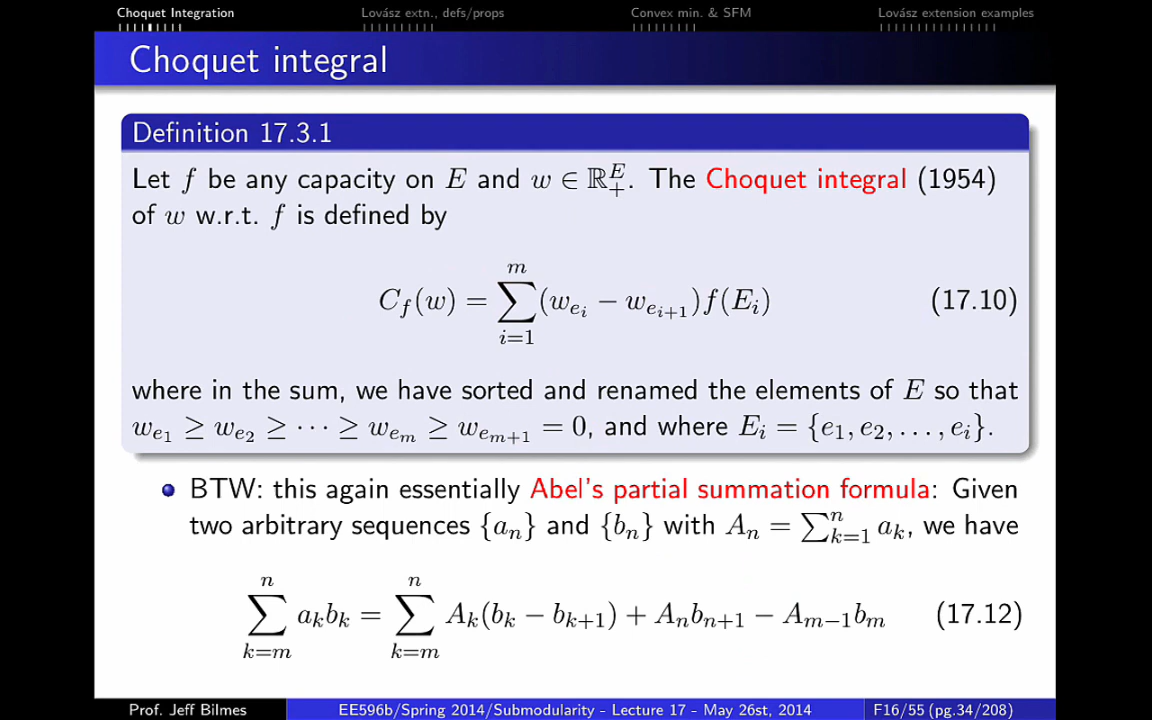 Choquet Integration Lovász extn., defs/props Convex min. & SFM Lovász extension examples
Choquet integral
Definition 17.3.1
Let f be any capacity on E and w ∈ ℝ₊ᴱ. The Choquet integral (1954)
of w w.r.t. f is defined by
C_f(w) = ∑_{i=1}^{m} (w_{e_i} − w_{e_{i+1}}) f(E_i) (17.10)
where in the sum, we have sorted and renamed the elements of E so that
w_{e_1} ≥ w_{e_2} ≥ ··· ≥ w_{e_m} ≥ w_{e_{m+1}} = 0, and where E_i = {e_1, e_2, . . . , e_i}.
BTW: this again essentially Abel's partial summation formula: Given
two arbitrary sequences {a_n} and {b_n} with A_n = ∑_{k=1}^{n} a_k, we have
∑_{k=m}^{n} a_k b_k = ∑_{k=m}^{n} A_k(b_k − b_{k+1}) + A_n b_{n+1} − A_{m−1} b_m (17.12)
Prof. Jeff Bilmes EE596b/Spring 2014/Submodularity - Lecture 17 - May 26st, 2014 F16/55 (pg.34/208)